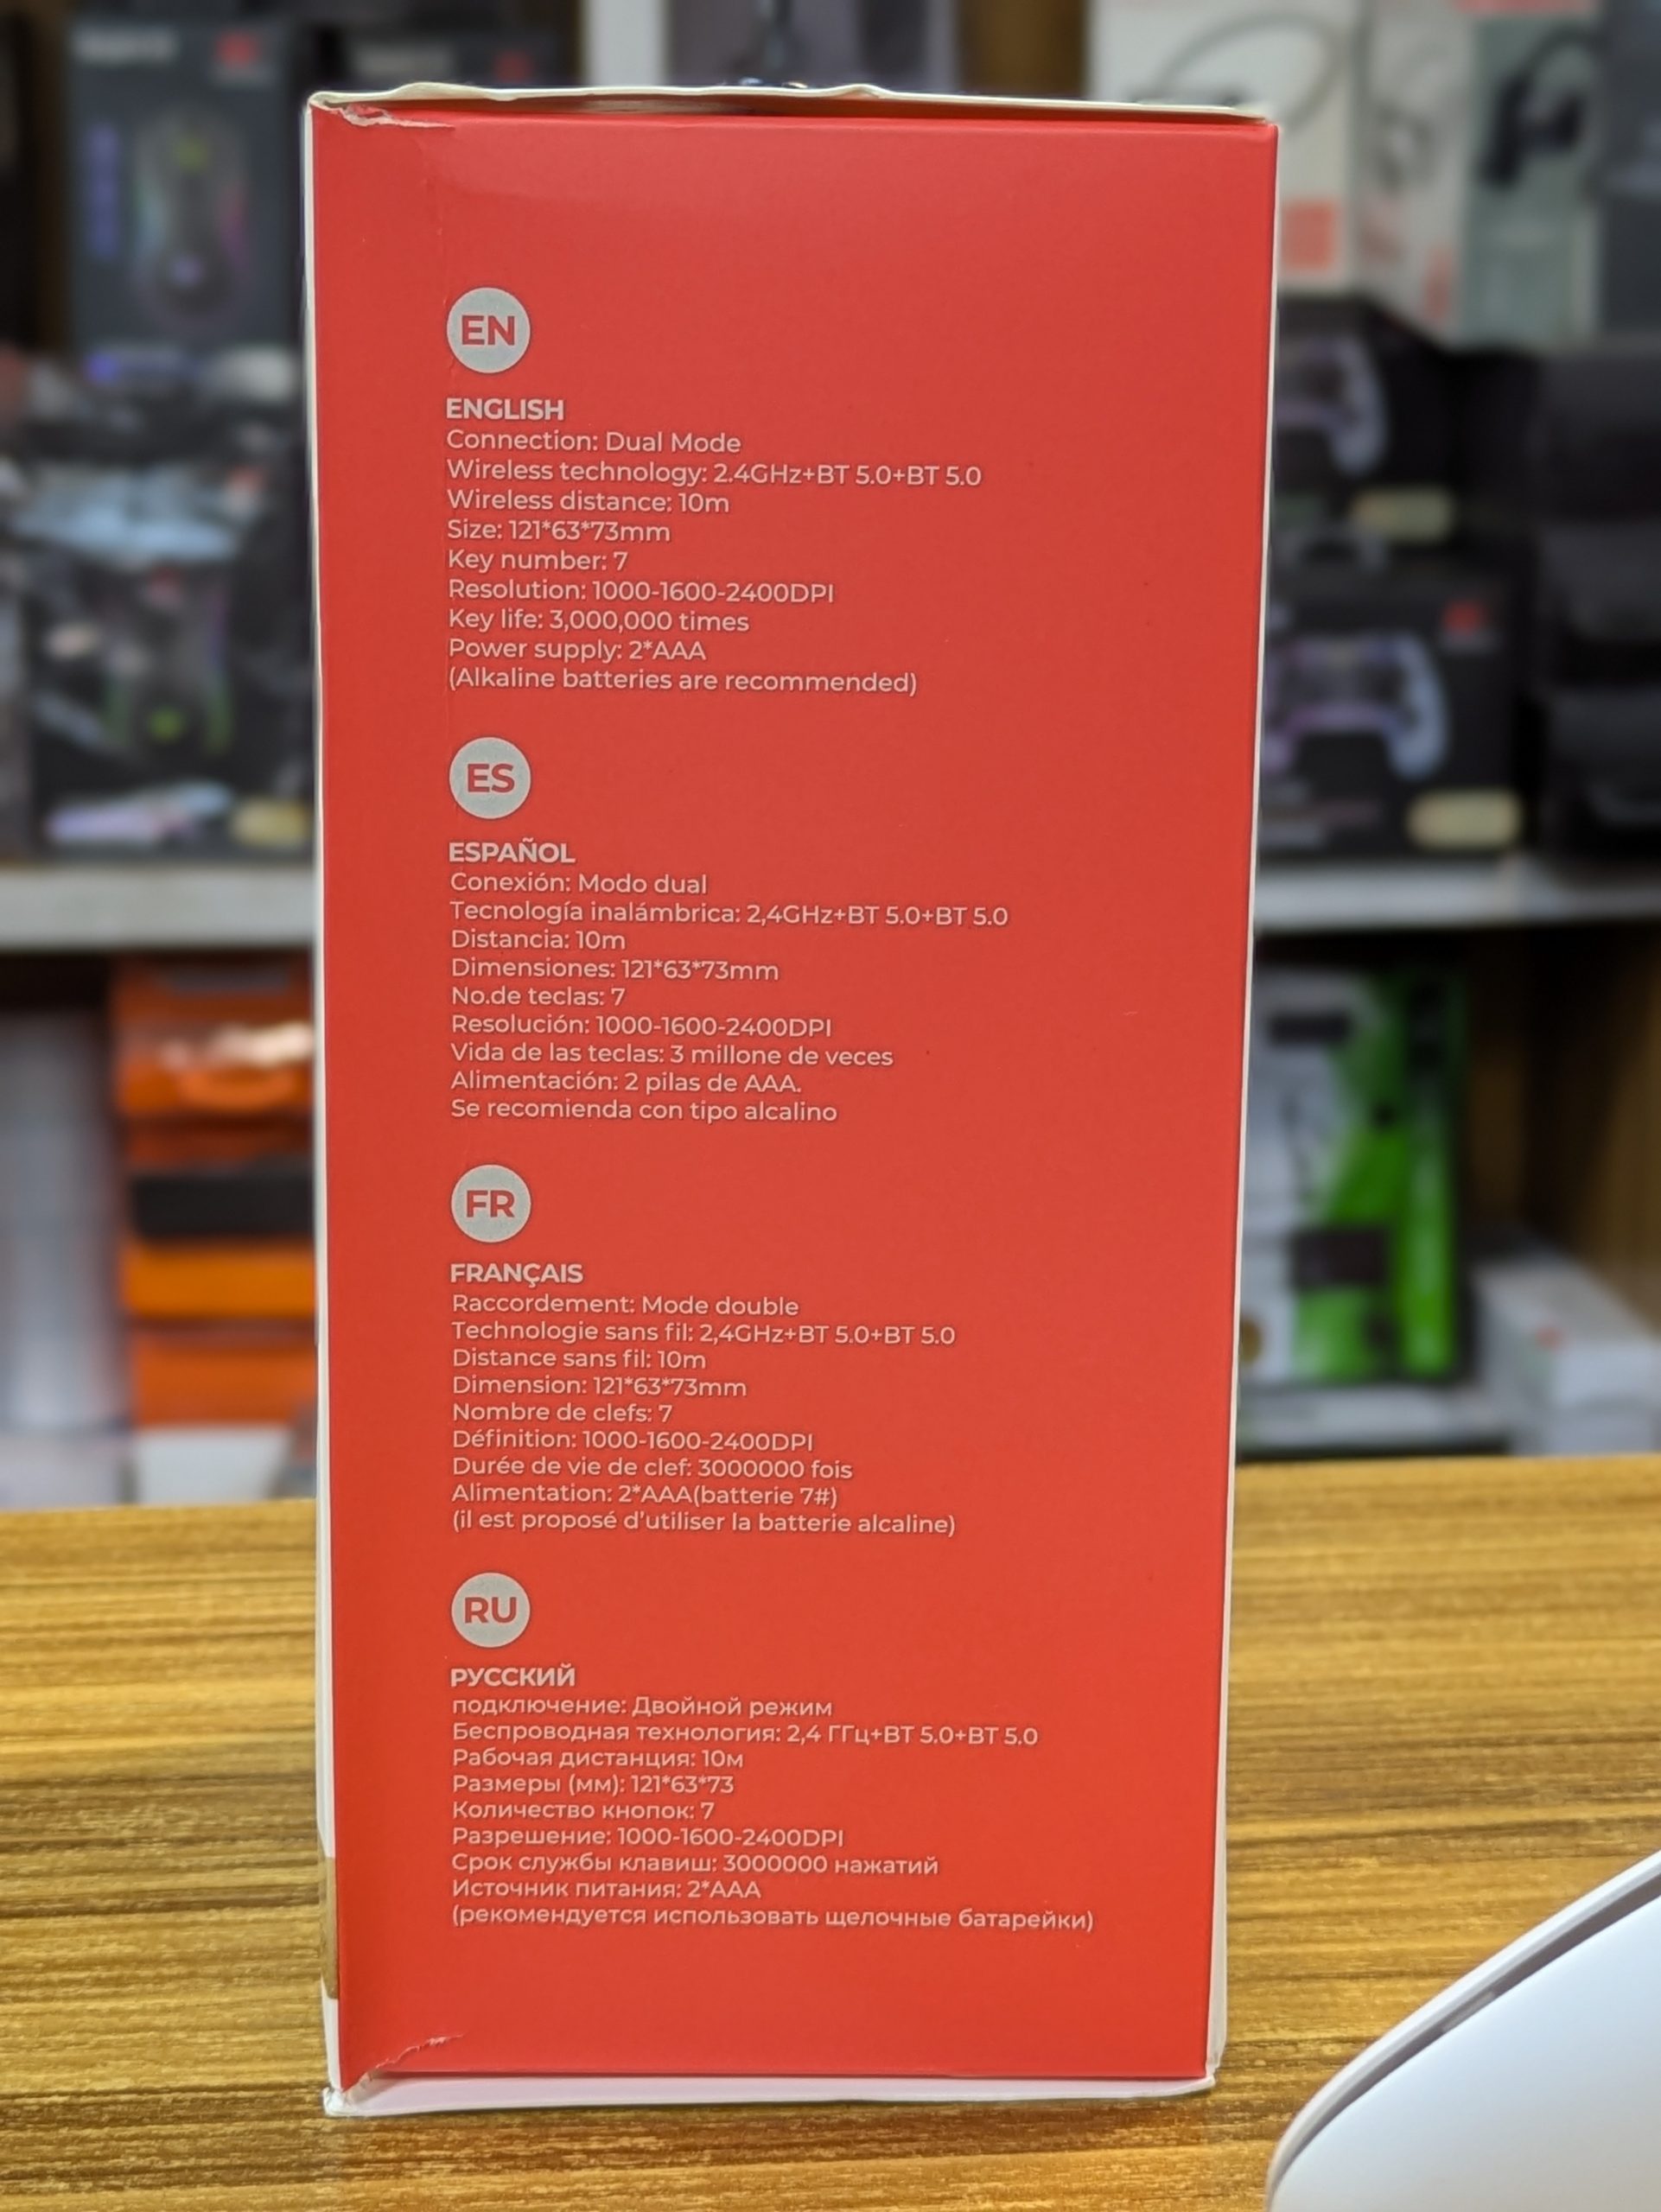 EN
ENGLISH
Connection: Dual Mode
Wireless technology: 2.4GHz+BT 5.0+BT 5.0
Wireless distance: 10m
Size: 121*63*73mm
Key number: 7
Resolution: 1000-1600-2400DPI
Key life: 3,000,000 times
Power supply: 2*AAA
(Alkaline batteries are recommended)
ES
ESPAÑOL
Conexión: Modo dual
Tecnología inalámbrica: 2,4GHz+BT 5.0+BT 5.0
Distancia: 10m
Dimensiones: 121*63*73mm
No.de teclas: 7
Resolución: 1000-1600-2400DPI
Vida de las teclas: 3 millone de veces
Alimentación: 2 pilas de AAA.
Se recomienda con tipo alcalino
FR
FRANÇAIS
Raccordement: Mode double
Technologie sans fil: 2,4GHz+BT 5.0+BT 5.0
Distance sans fil: 10m
Dimension: 121*63*73mm
Nombre de clefs: 7
Définition: 1000-1600-2400DPI
Durée de vie de clef: 3000000 fois
Alimentation: 2*AAA(batterie 7#)
(il est proposé d'utiliser la batterie alcaline)
RU
РУССКИЙ
подключение: Двойной режим
Беспроводная технология: 2,4 ГГц+BT 5.0+BT 5.0
Рабочая дистанция: 10м
Размеры (мм): 121*63*73
Количество кнопок: 7
Разрешение: 1000-1600-2400DPI
Срок службы клавиш: 3000000 нажатий
Источник питания: 2*AAA
(рекомендуется использовать щелочные батарейки)